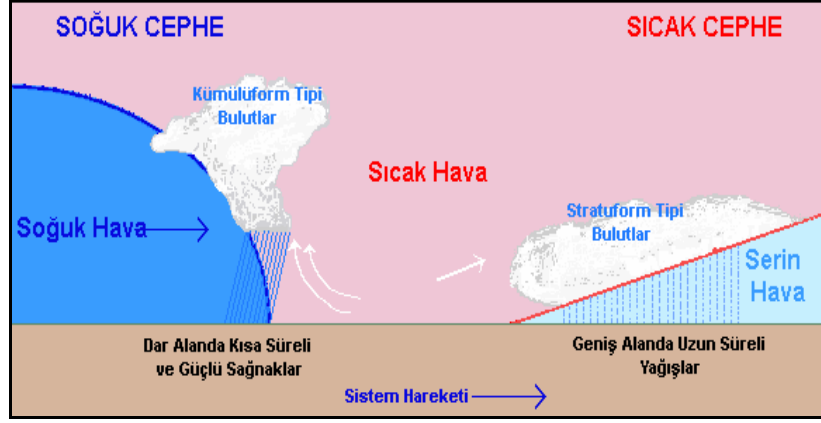 SOĞUK CEPHE
SICAK CEPHE
Kümülüform Tipi
Bulutlar
Sıcak Hava
Stratuform Tipi
Bulutlar
Soğuk Hava
Serin
Hava
Dar Alanda Kısa Süreli
ve Güçlü Sağnaklar
Geniş Alanda Uzun Süreli
Yağışlar
Sistem Hareketi